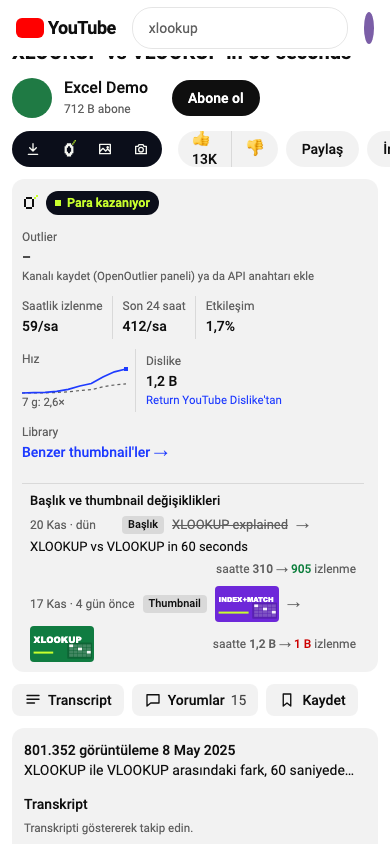 YouTube
xlookup
XLOOKUP vs VLOOKUP in 60 seconds
Excel Demo
712 B abone
Abone ol
13K
Paylaş
Para kazanıyor
Outlier
–
Kanalı kaydet (OpenOutlier paneli) ya da API anahtarı ekle
Saatlik izlenme
59/sa
Son 24 saat
412/sa
Etkileşim
1,7%
Hız
7 g: 2,6×
Dislike
1,2 B
Return YouTube Dislike'tan
Library
Benzer thumbnail'ler →
Başlık ve thumbnail değişiklikleri
20 Kas · dün Başlık XLOOKUP explained →
XLOOKUP vs VLOOKUP in 60 seconds
saatte 310 → 905 izlenme
17 Kas · 4 gün önce Thumbnail INDEX+MATCH →
XLOOKUP
saatte 1,2 B → 1 B izlenme
Transcript
Yorumlar 15
Kaydet
801.352 görüntüleme 8 May 2025
XLOOKUP ile VLOOKUP arasındaki fark, 60 saniyede…
Transkript
Transkripti göstererek takip edin.